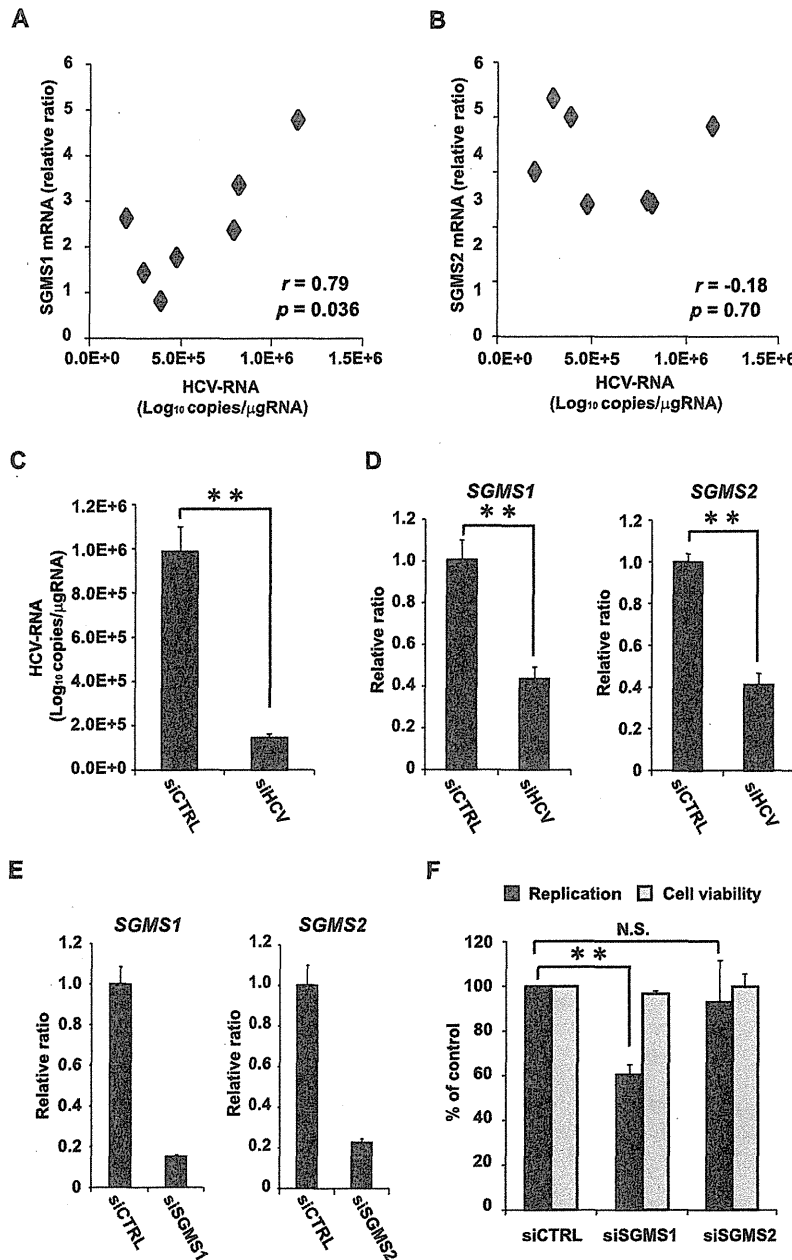 A
SGMS1 mRNA (relative ratio)
6
5
4
3
2
1
0
0.0E+0 5.0E+5 1.0E+6 1.5E+6
r = 0.79
p = 0.036
HCV-RNA
(Log10 copies/μgRNA)
B
SGMS2 mRNA (relative ratio)
6
5
4
3
2
1
0
0.0E+0 5.0E+5 1.0E+6 1.5E+6
r = -0.18
p = 0.70
HCV-RNA
(Log10 copies/μgRNA)
C
HCV-RNA
(Log10 copies/μgRNA)
1.2E+6
1.0E+6
8.0E+5
6.0E+5
4.0E+5
2.0E+5
0.0E+0
**
siCTRL siHCV
D
SGMS1
Relative ratio
1.2
1.0
0.8
0.6
0.4
0.2
0
**
siCTRL siHCV
SGMS2
Relative ratio
1.2
1.0
0.8
0.6
0.4
0.2
0
**
siCTRL siHCV
E
SGMS1
Relative ratio
1.2
1.0
0.8
0.6
0.4
0.2
0
siCTRL siSGMS1
SGMS2
Relative ratio
1.2
1.0
0.8
0.6
0.4
0.2
0
siCTRL siSGMS2
F
Replication Cell viability
N.S.
**
% of control
120
100
80
60
40
20
0
siCTRL siSGMS1 siSGMS2